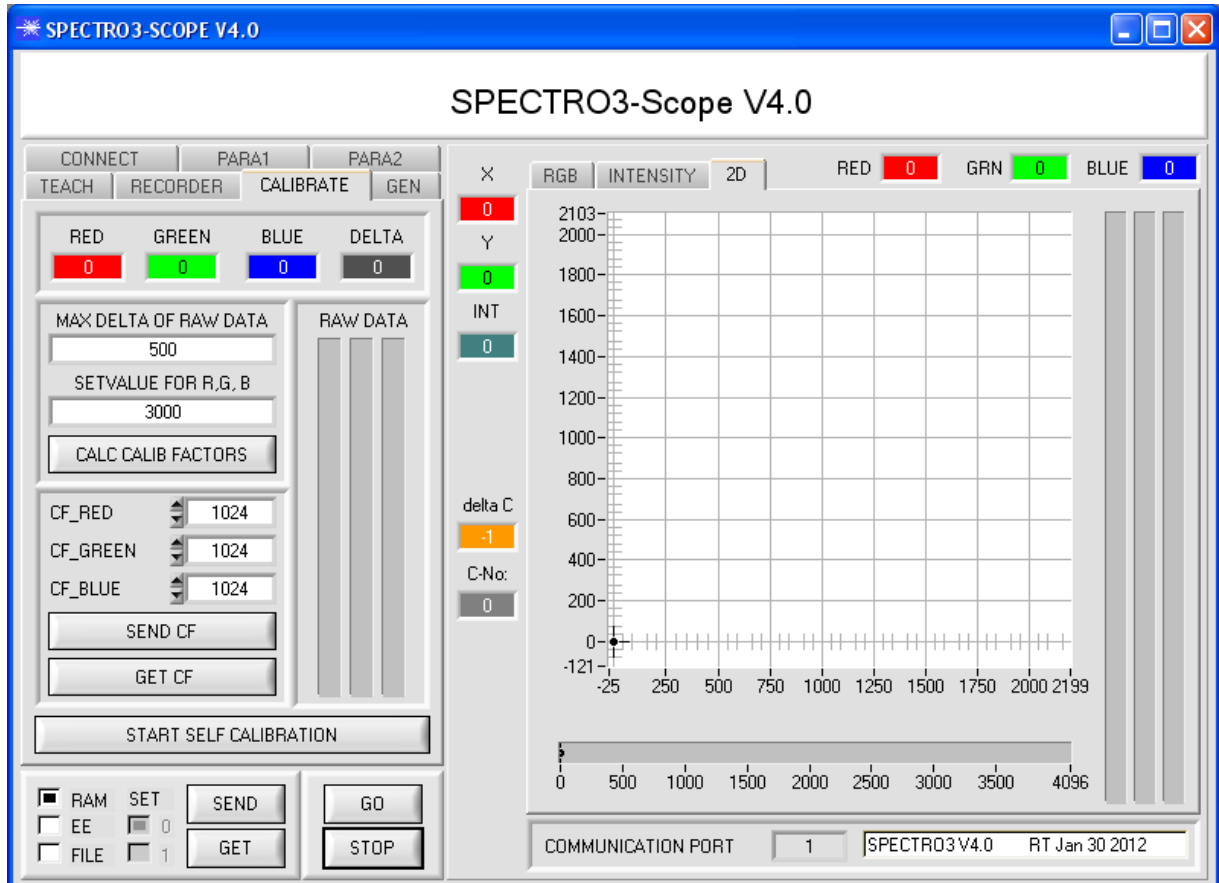 SPECTRO3-SCOPE V4.0
SPECTRO3-Scope V4.0
CONNECT PARA1 PARA2
TEACH RECORDER CALIBRATE GEN
RED GREEN BLUE DELTA
0 0 0 0
MAX DELTA OF RAW DATA
500
SETVALUE FOR R,G, B
3000
CALC CALIB FACTORS
RAW DATA
CF_RED 1024
CF_GREEN 1024
CF_BLUE 1024
SEND CF
GET CF
START SELF CALIBRATION
RAM SET SEND
EE 0
FILE 1 GET
GO
STOP
X
0
Y
0
INT
0
delta C
-1
C-No:
0
RGB INTENSITY 2D
RED 0 GRN 0 BLUE 0
2103
2000
1800
1600
1400
1200
1000
800
600
400
200
0
-121
-25 250 500 750 1000 1250 1500 1750 2000 2199
0 500 1000 1500 2000 2500 3000 3500 4096
COMMUNICATION PORT 1 SPECTRO3 V4.0 RT Jan 30 2012